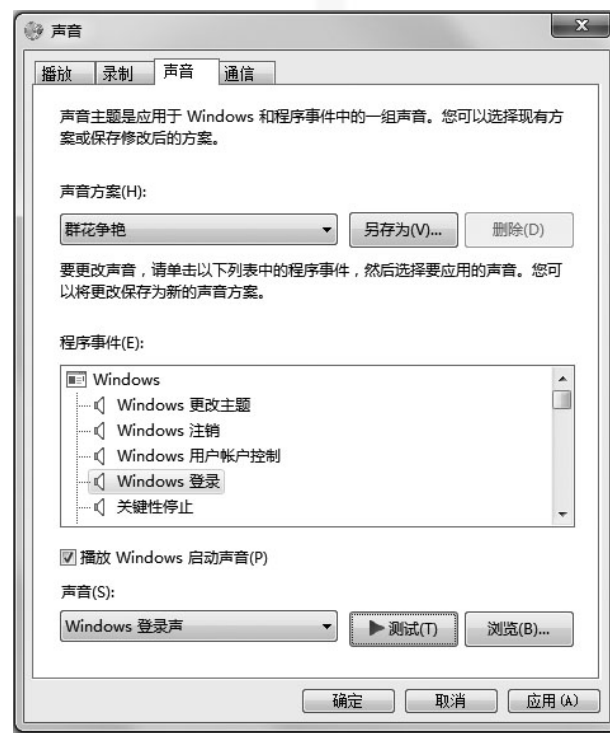 声音
播放 录制 声音 通信
声音主题是应用于 Windows 和程序事件中的一组声音。您可以选择现有方
案或保存修改后的方案。
声音方案(H):
群花争艳 另存为(V)... 删除(D)
要更改声音，请单击以下列表中的程序事件，然后选择要应用的声音。您可
以将更改保存为新的声音方案。
程序事件(E):
Windows
Windows 更改主题
Windows 注销
Windows 用户帐户控制
Windows 登录
关键性停止
播放 Windows 启动声音(P)
声音(S):
Windows 登录声 测试(T) 浏览(B)...
确定 取消 应用(A)